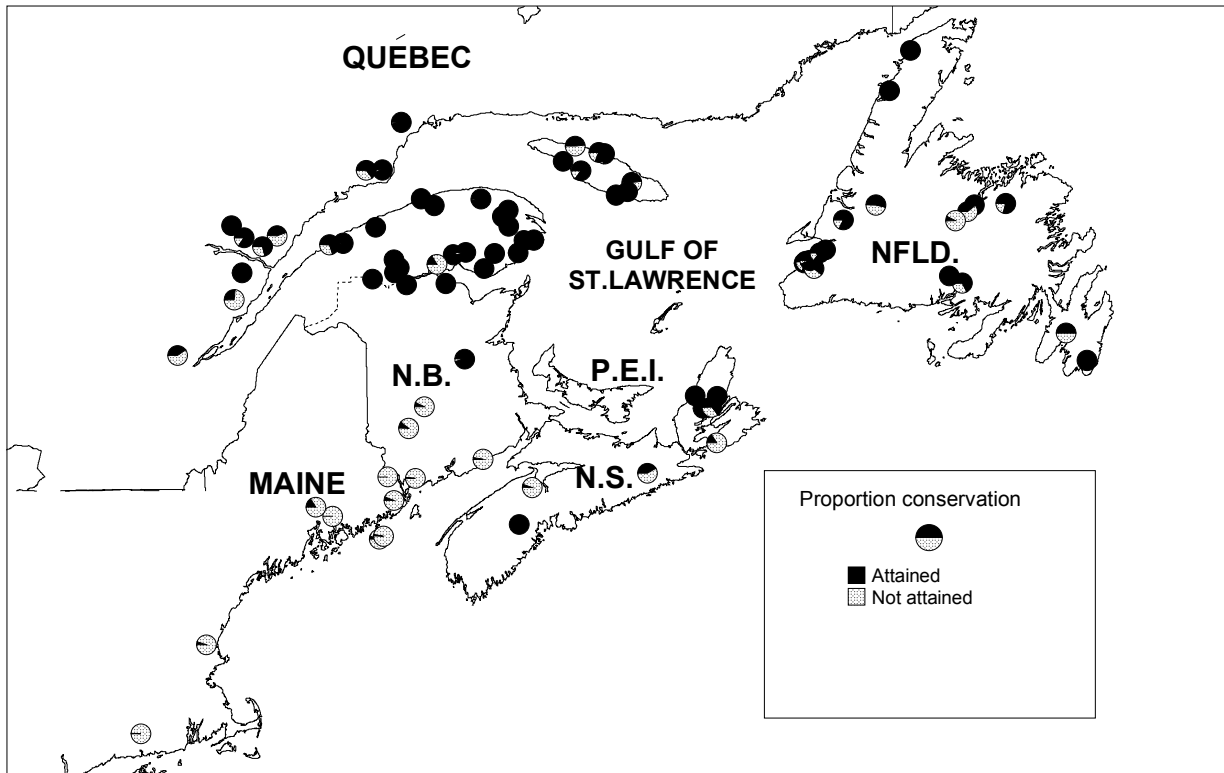 QUÉBEC
GULF OF
ST.LAWRENCE
NFLD.
N.B.
P.E.I.
MAINE
N.S.
Proportion conservation
Attained
Not attained